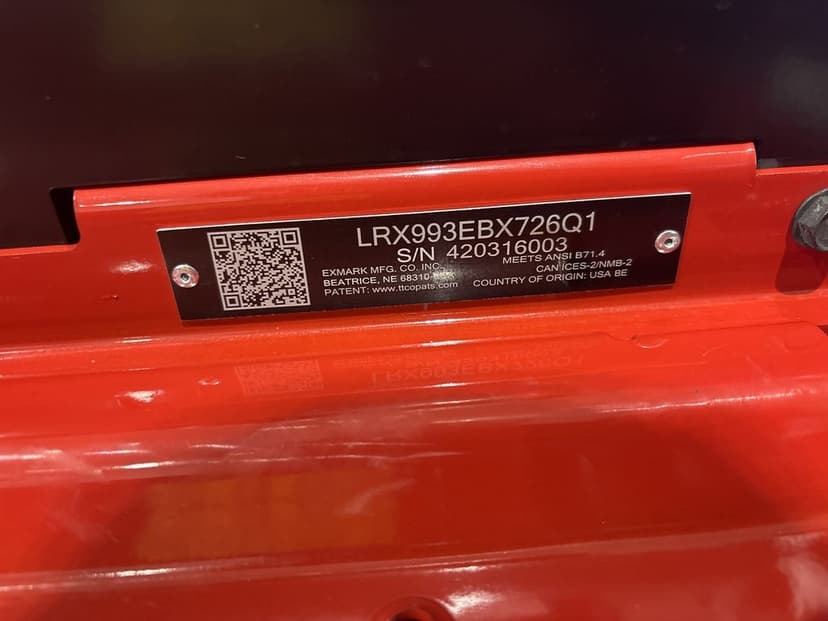 LRX993EBX726Q1
S/N 420316003
MEETS ANSI B71.4
EXMARK MFG. CO. INC.
CAN ICES-2/NMB-2
BEATRICE, NE 68310
COUNTRY OF ORIGIN: USA BE
PATENT: www.ttcopats.com